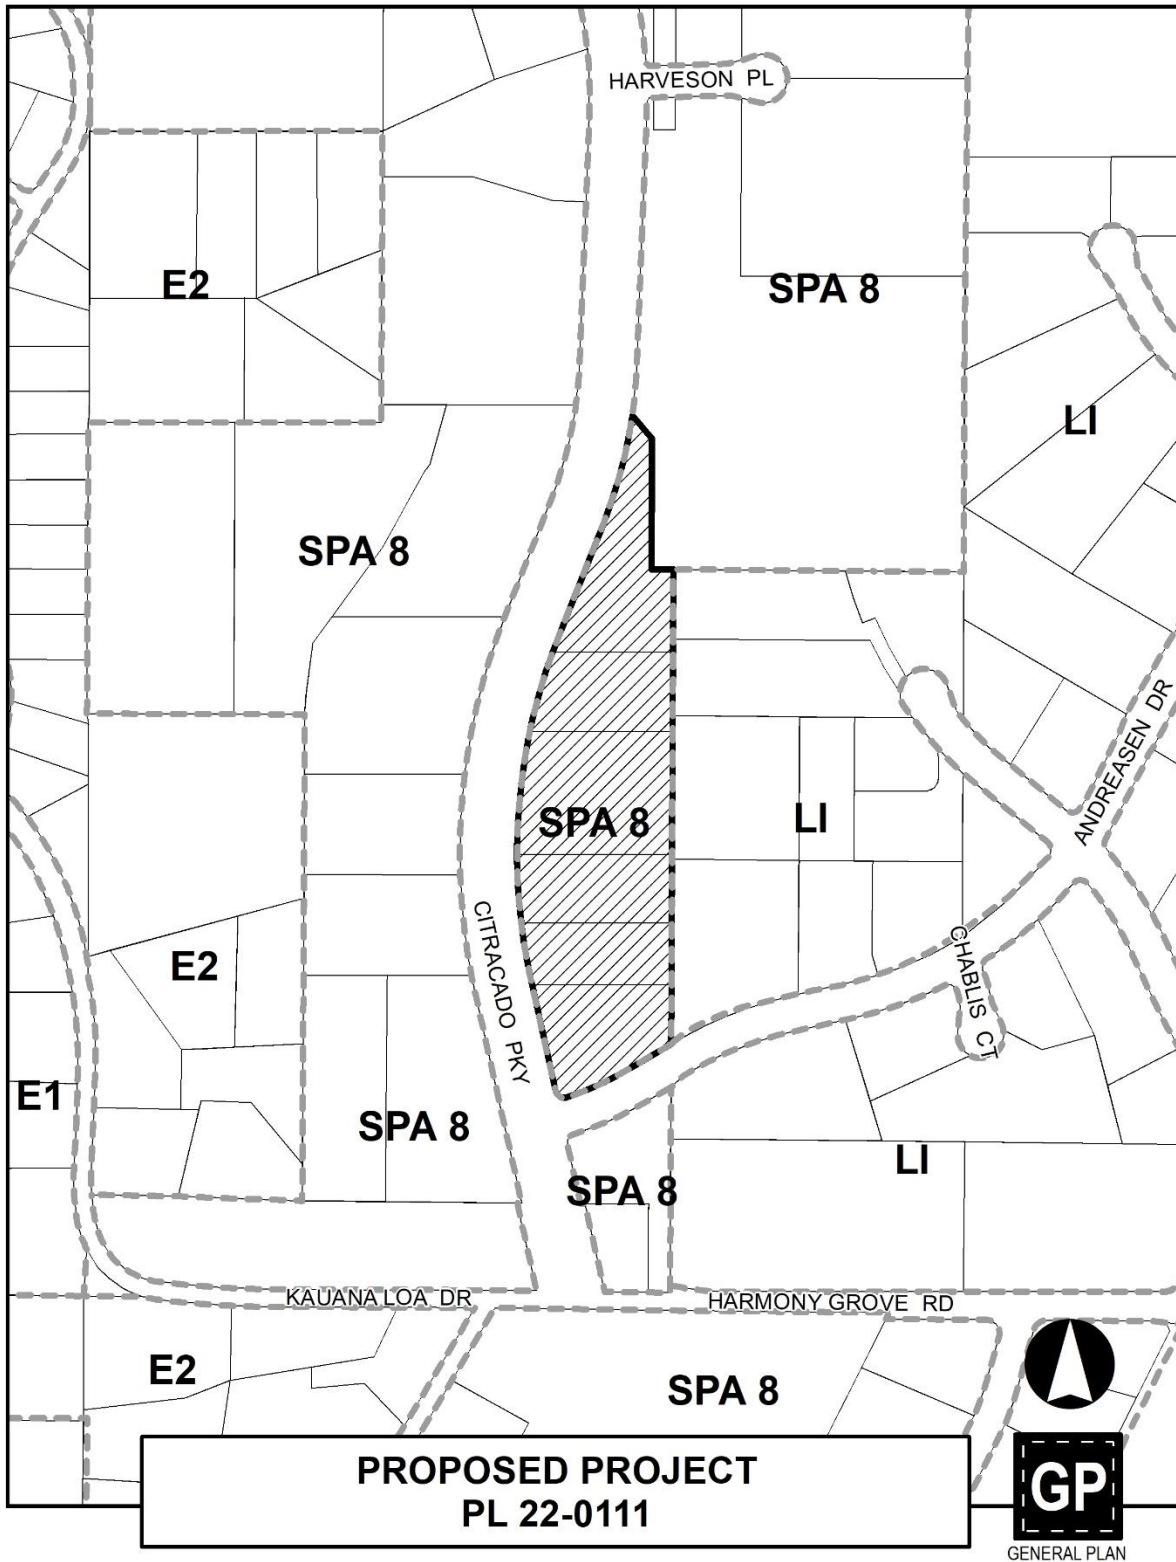 HARVESON PL
E2
SPA 8
LI
SPA 8
ANDREASEN DR
SPA 8
LI
CITRACADO PKY
CHABLIS CT
E2
E1
SPA 8
LI
SPA 8
KAUANA LOA DR
HARMONY GROVE RD
E2
SPA 8
PROPOSED PROJECT
PL 22-0111
GP
GENERAL PLAN